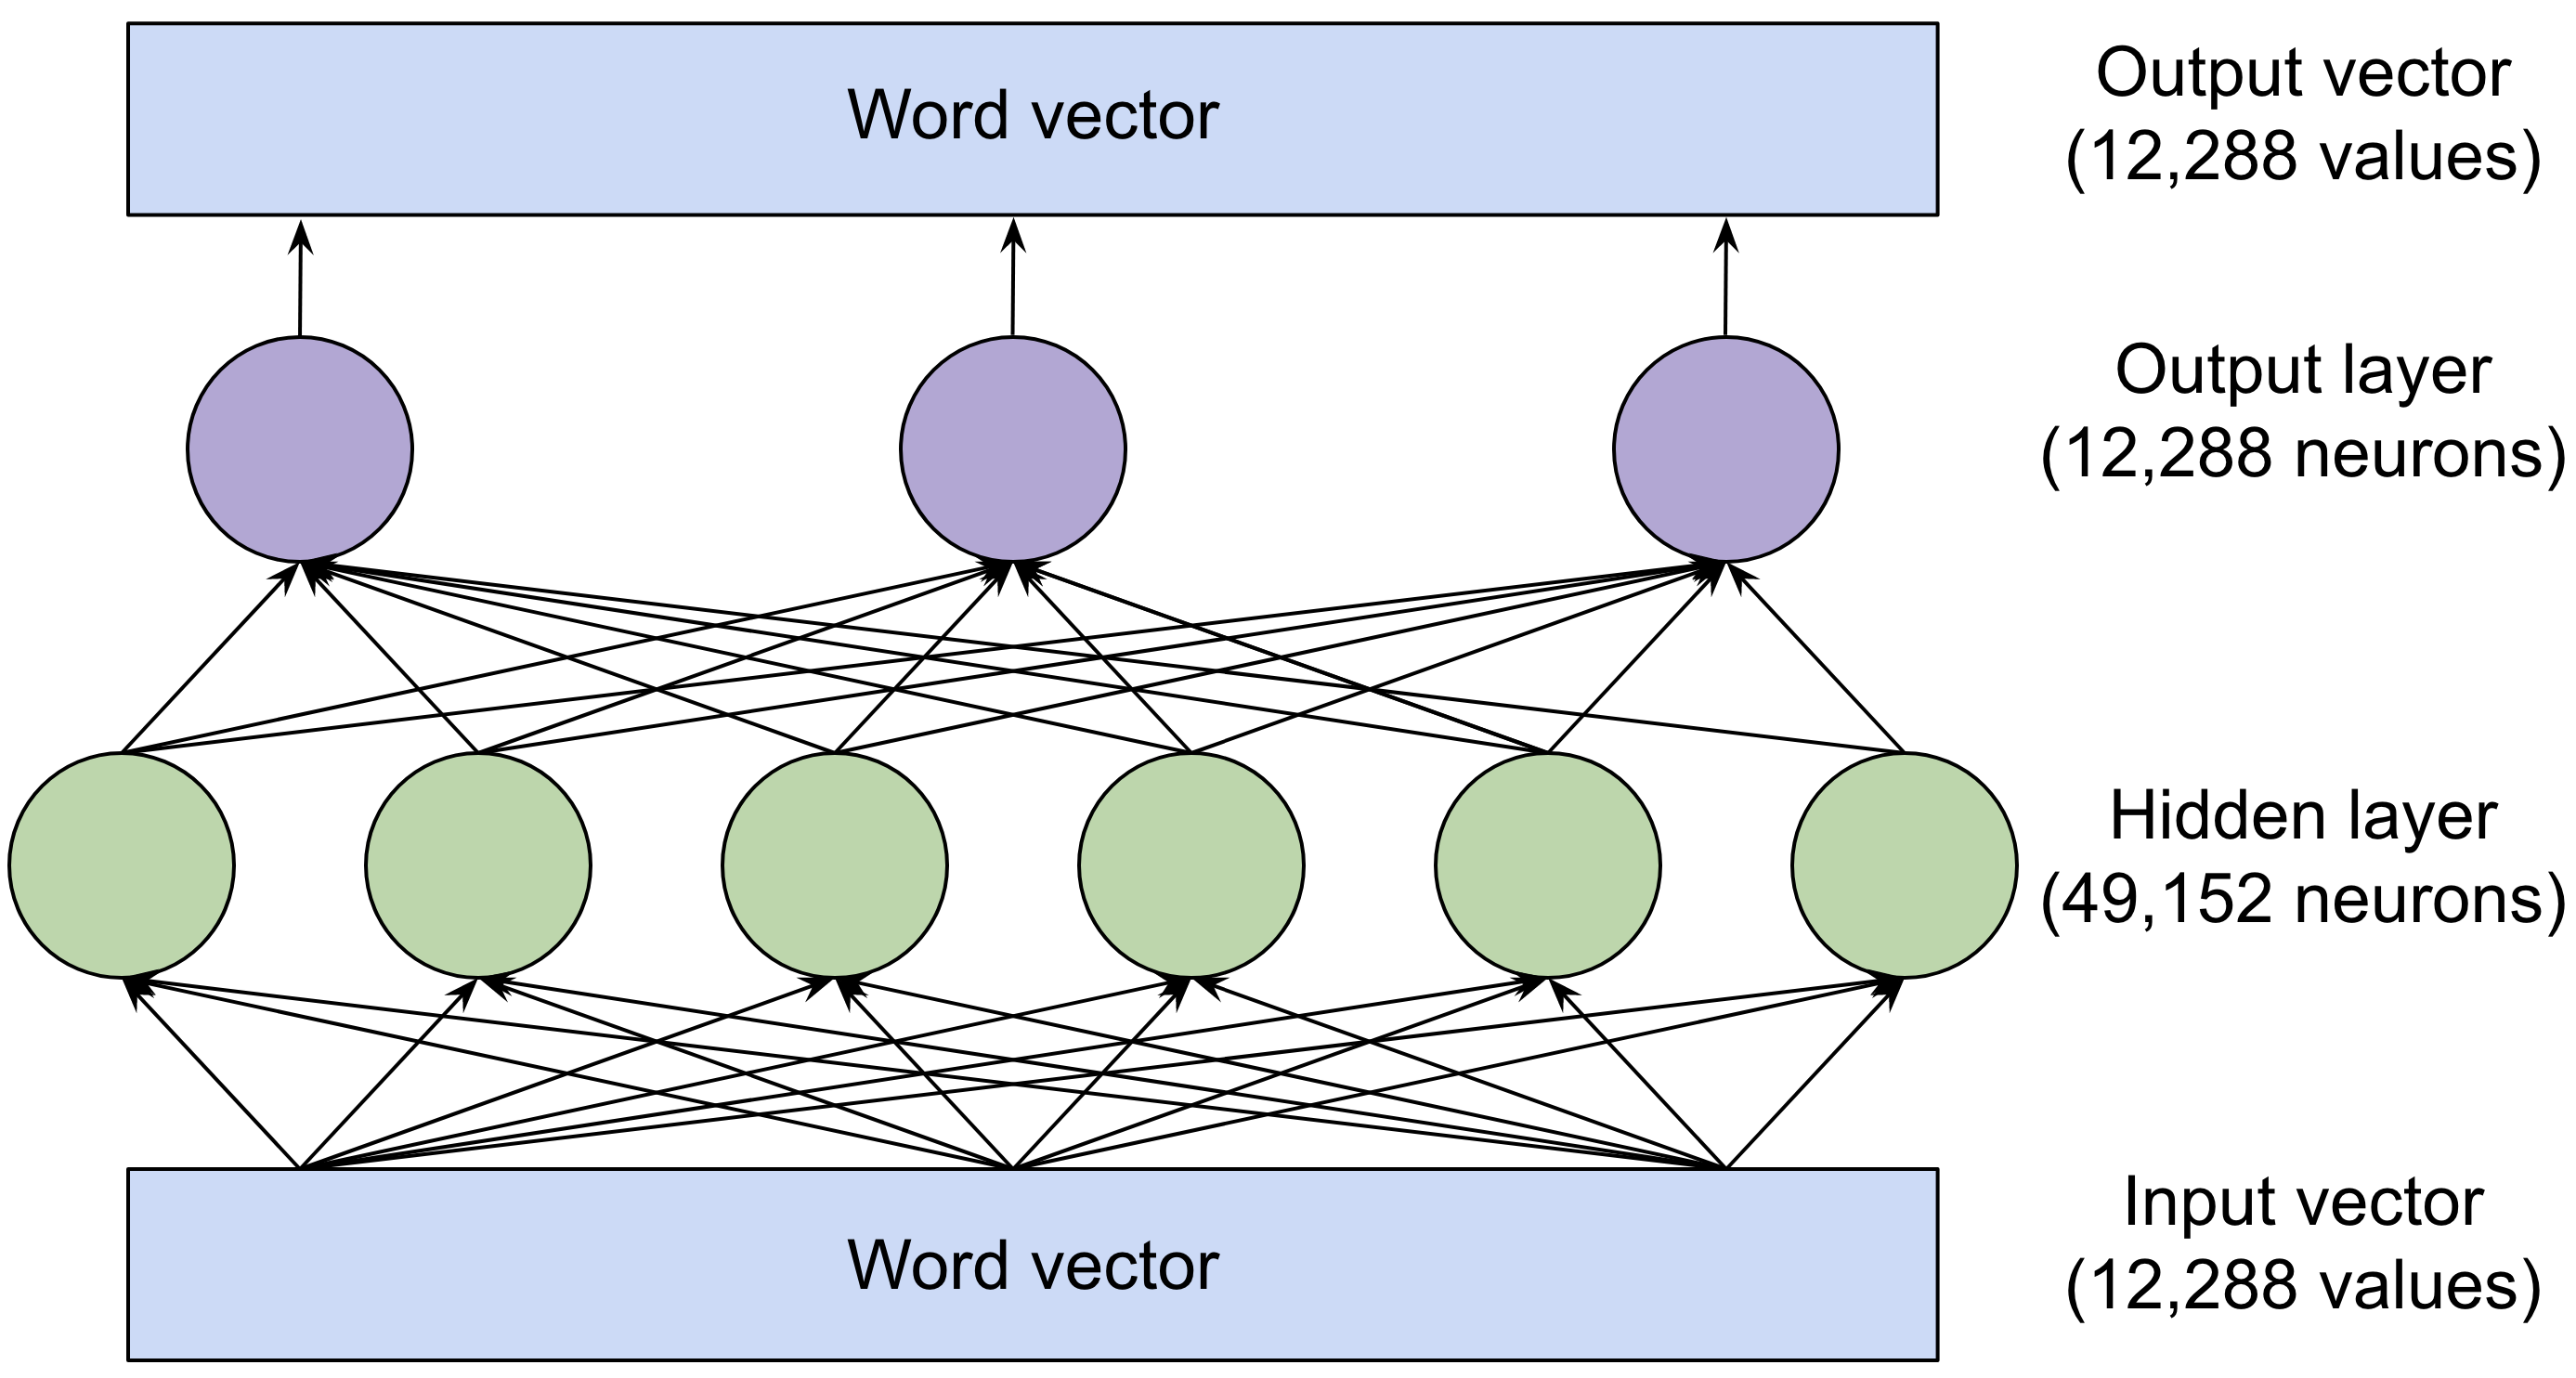 Word vector
Output vector
(12,288 values)
Output layer
(12,288 neurons)
Hidden layer
(49,152 neurons)
Word vector
Input vector
(12,288 values)